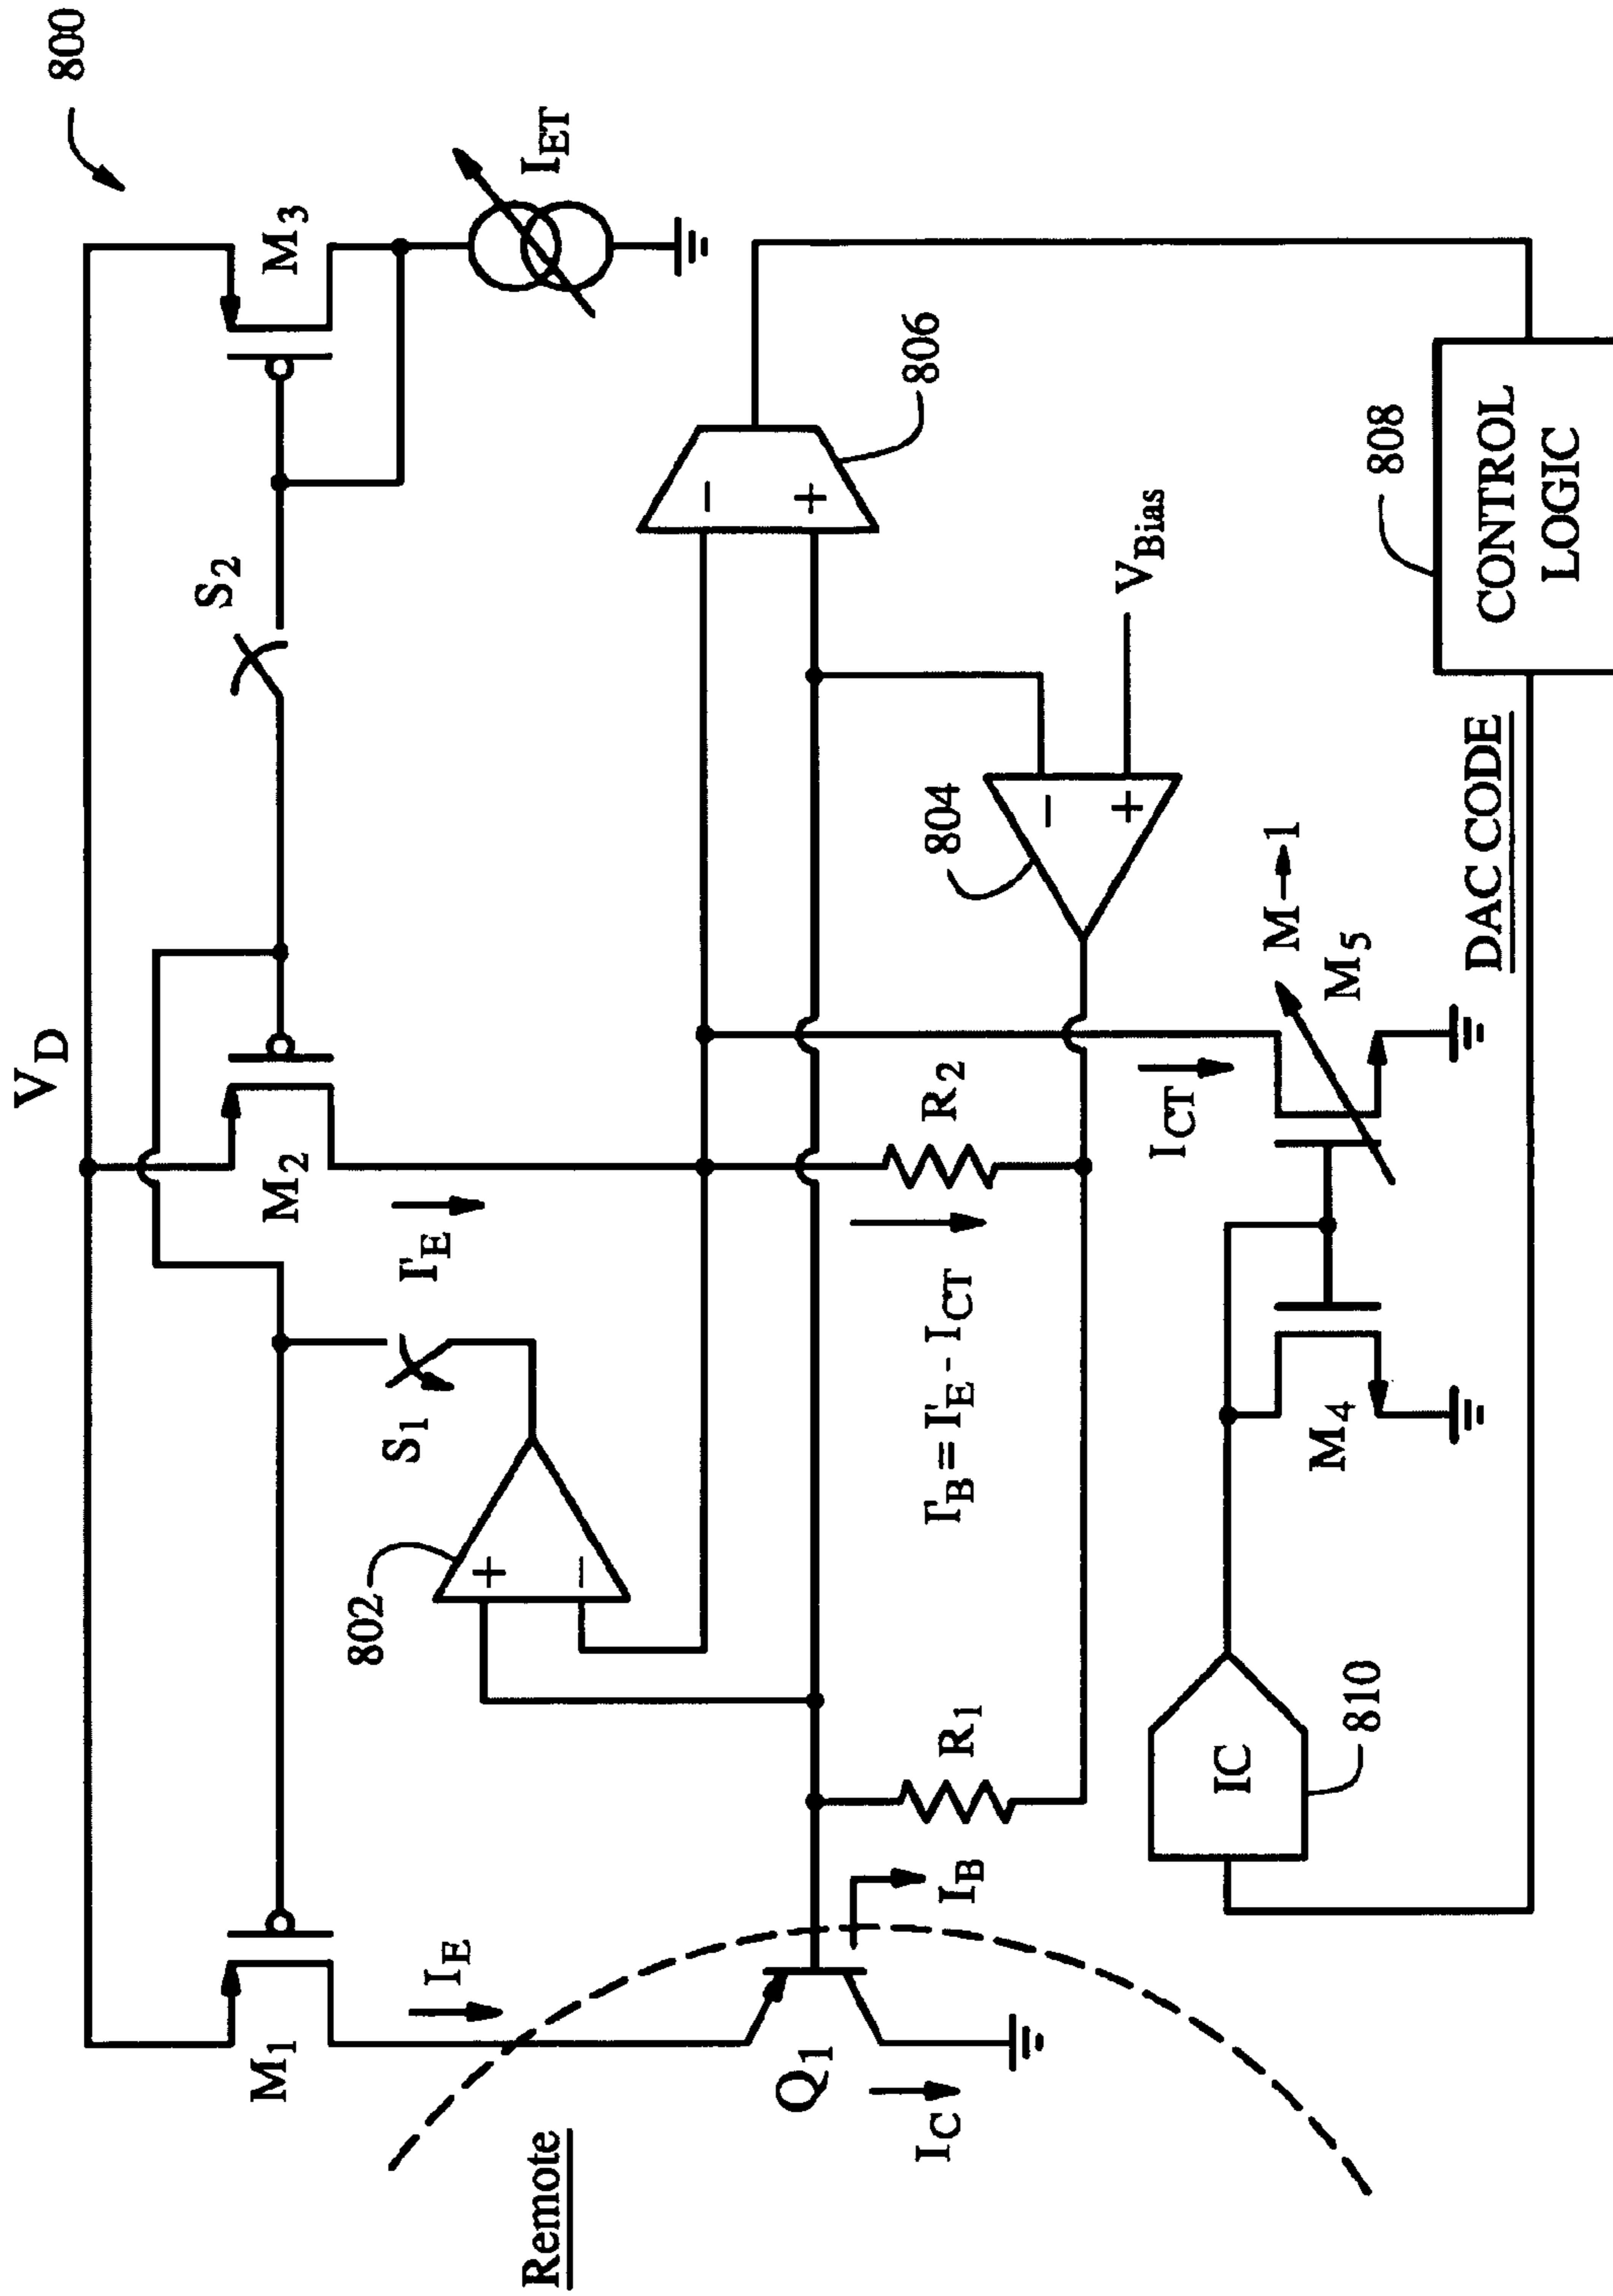 800
V_D
M_1
M_2
M_3
S_2
I_E
I'_E
I_ET
S_1
802
+
−
−
+
806
Remote
Q_1
I_C
I_B
R_1
R_2
I'_B = I'_E - I_CT
804
−
+
V_Bias
I_CT
M→1
M_5
M_4
IC
810
DAC CODE
808
CONTROL
LOGIC